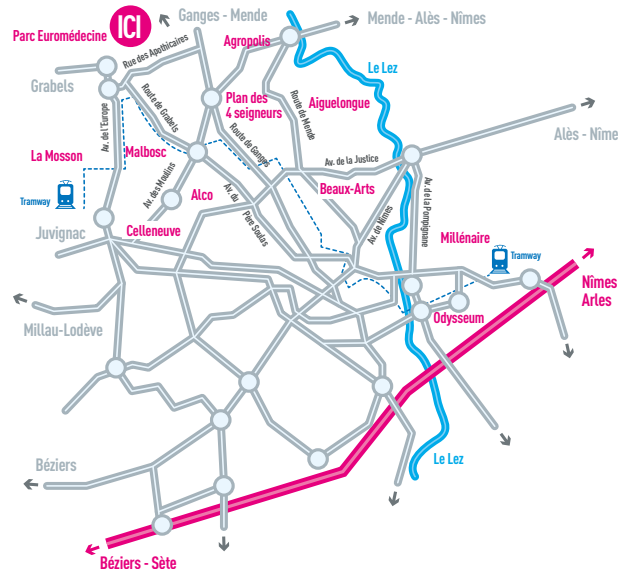 Ganges - Mende
Mende - Alès - Nîmes
Parc Euromédecine
ICI
Rue des Apothicaires
Agropolis
Le Lez
Grabels
Route de Grabels
Plan des
4 seigneurs
Aiguelongue
Route de Mende
Av. de l'Europe
Route de Ganges
Alès - Nîme
La Mosson
Malbosc
Av. des Moulins
Av. de la Justice
Tramway
Alco
Beaux-Arts
Av. du
Père Soulas
Av. de Nîmes
Av. de la Pompignane
Juvignac
Celleneuve
Millénaire
Tramway
Nîmes
Arles
Millau-Lodève
Odysseum
Béziers
Le Lez
Béziers - Sète